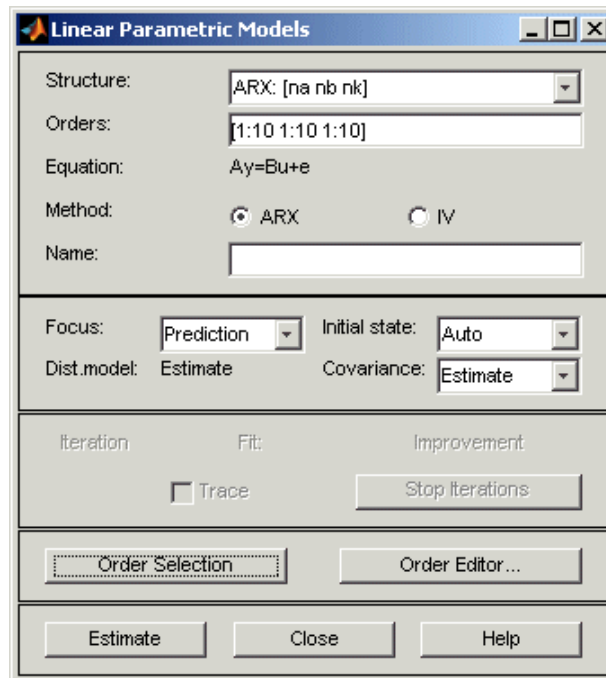 Linear Parametric Models
Structure: ARX: [na nb nk]
Orders: [1:10 1:10 1:10]
Equation: Ay=Bu+e
Method: ARX IV
Name:
Focus: Prediction Initial state: Auto
Dist.model: Estimate Covariance: Estimate
Iteration Fit: Improvement
Trace Stop Iterations
Order Selection Order Editor...
Estimate Close Help